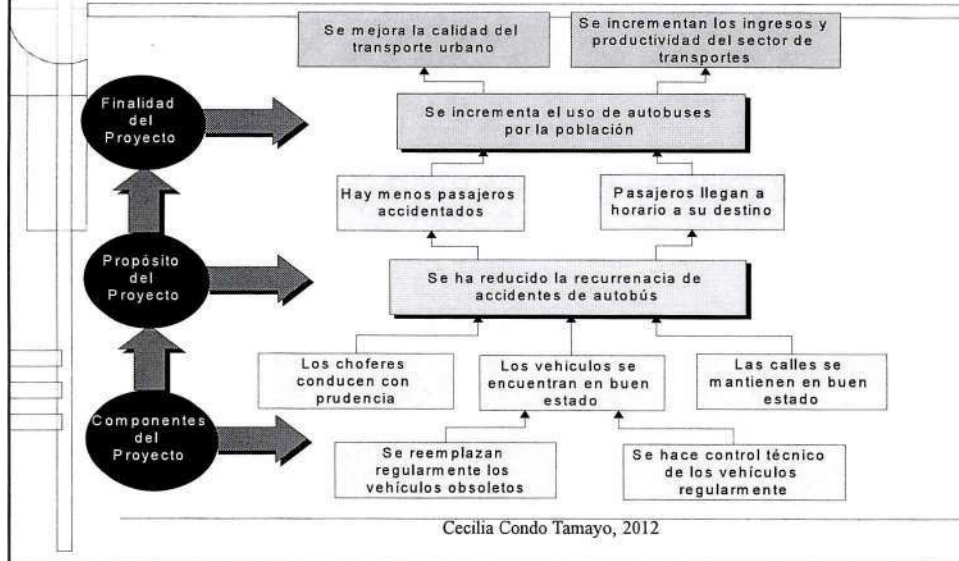 Se mejora la calidad del
transporte urbano
Se incrementan los ingresos y
productividad del sector de
transportes
Finalidad
del
Proyecto
Se incrementa el uso de autobuses
por la población
Hay menos pasajeros
accidentados
Pasajeros llegan a
horario a su destino
Propósito
del
Proyecto
Se ha reducido la recurrenacia de
accidentes de autobús
Los choferes
conducen con
prudencia
Los vehículos se
encuentran en buen
estado
Las calles se
mantienen en buen
estado
Componentes
del
Proyecto
Se reemplazan
regularmente los
vehículos obsoletos
Se hace control técnico
de los vehículos
regularmente
Cecilia Condo Tamayo, 2012